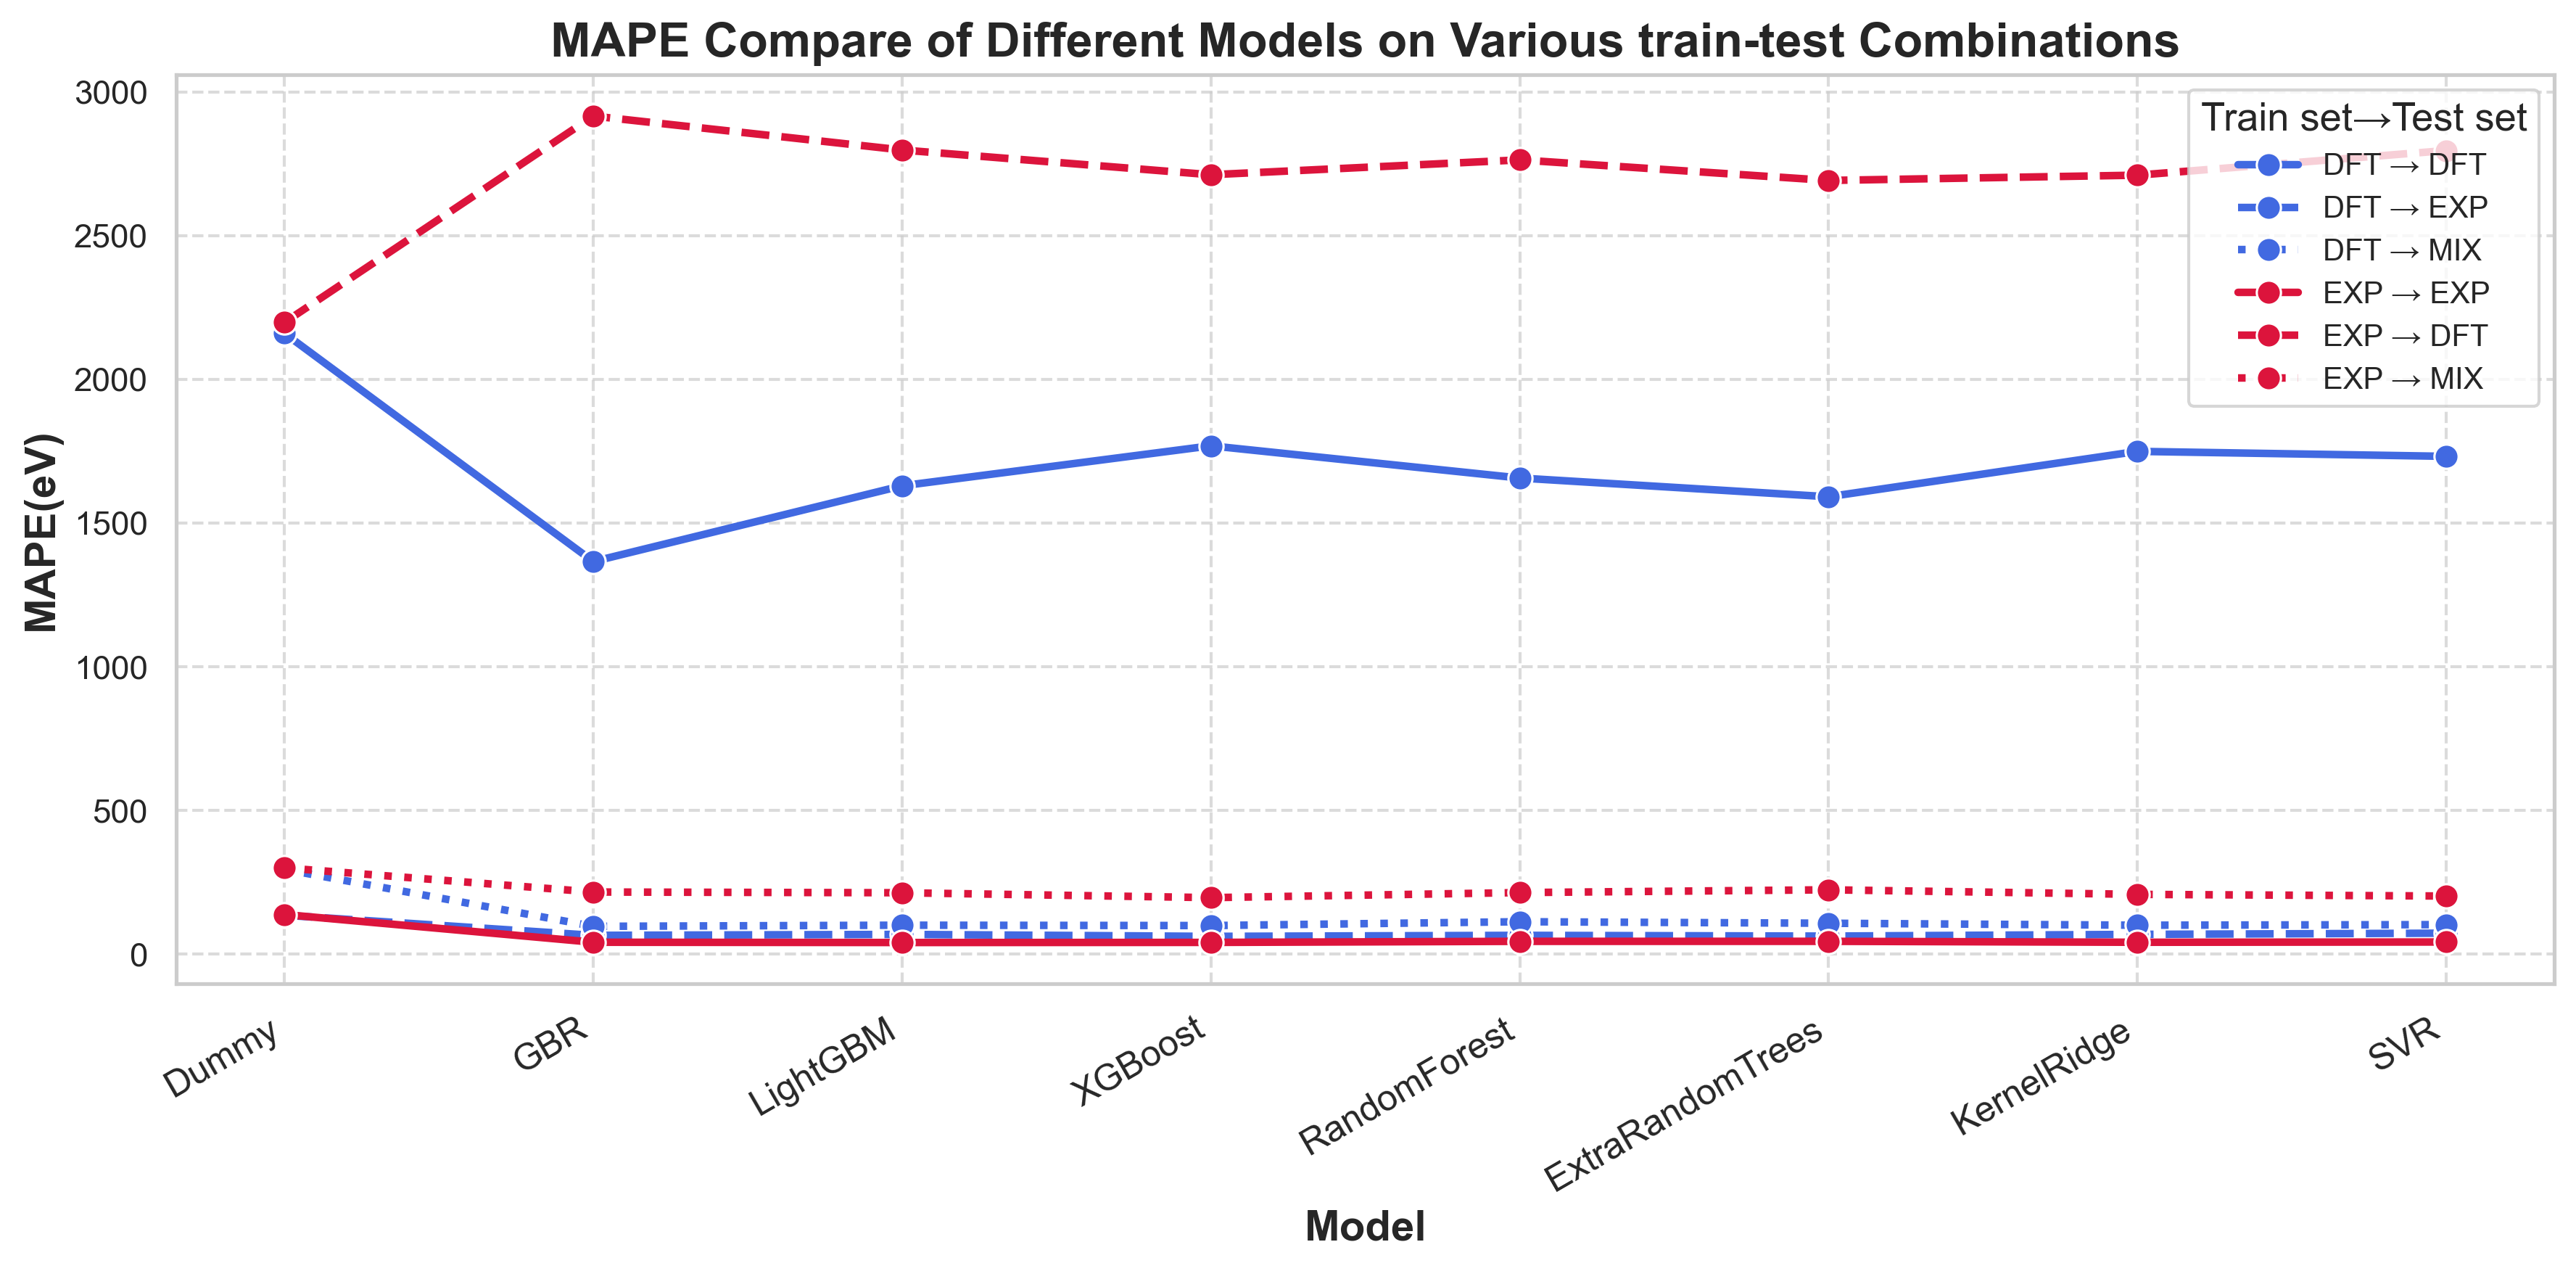 MAPE Compare of Different Models on Various train-test Combinations
MAPE(eV)
3000
2500
2000
1500
1000
500
0
Train set→Test set
DFT → DFT
DFT → EXP
DFT → MIX
EXP → EXP
EXP → DFT
EXP → MIX
Dummy
GBR
LightGBM
XGBoost
RandomForest
ExtraRandomTrees
KernelRidge
SVR
Model